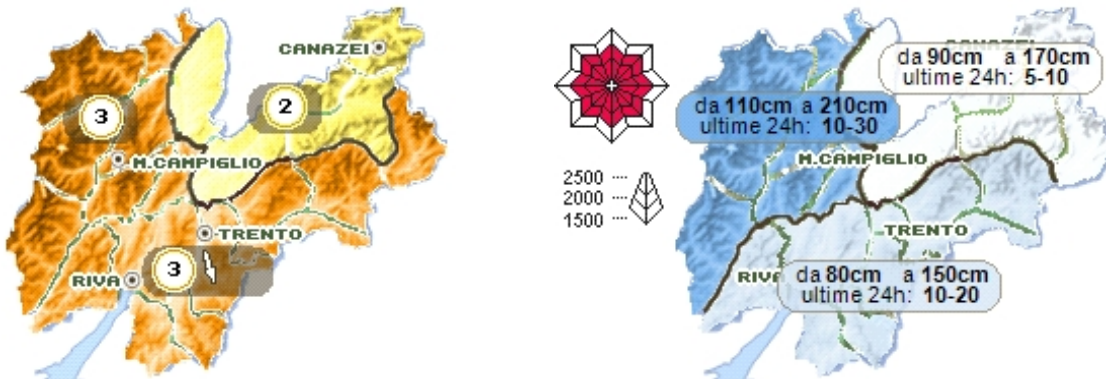 CANAZEI
2
3
M.CAMPIGLIO
TRENTO
RIVA
3
da 90cm a 170cm
ultime 24h: 5-10
da 110cm a 210cm
ultime 24h: 10-30
M.CAMPIGLIO
2500
2000
1500
TRENTO
RIVA
da 80cm a 150cm
ultime 24h: 10-20